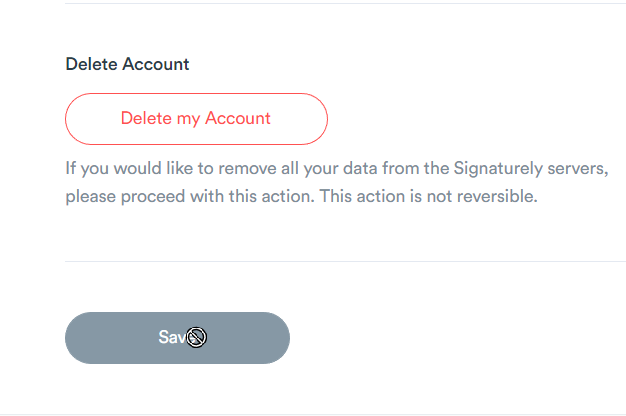 Delete Account
Delete my Account
If you would like to remove all your data from the Signaturely servers,
please proceed with this action. This action is not reversible.
Sav